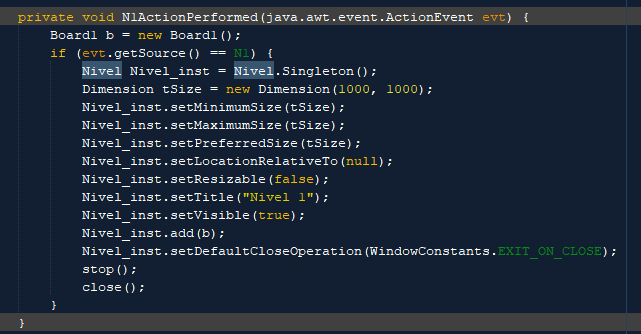 private void N1ActionPerformed(java.awt.event.ActionEvent evt) {
Board1 b = new Board1();
if (evt.getSource() == N1) {
Nivel Nivel_inst = Nivel.Singleton();
Dimension tSize = new Dimension(1000, 1000);
Nivel_inst.setMinimumSize(tSize);
Nivel_inst.setMaximumSize(tSize);
Nivel_inst.setPreferredSize(tSize);
Nivel_inst.setLocationRelativeTo(null);
Nivel_inst.setResizable(false);
Nivel_inst.setTitle("Nivel 1");
Nivel_inst.setVisible(true);
Nivel_inst.add(b);
Nivel_inst.setDefaultCloseOperation(WindowConstants.EXIT_ON_CLOSE);
stop();
close();
}
}